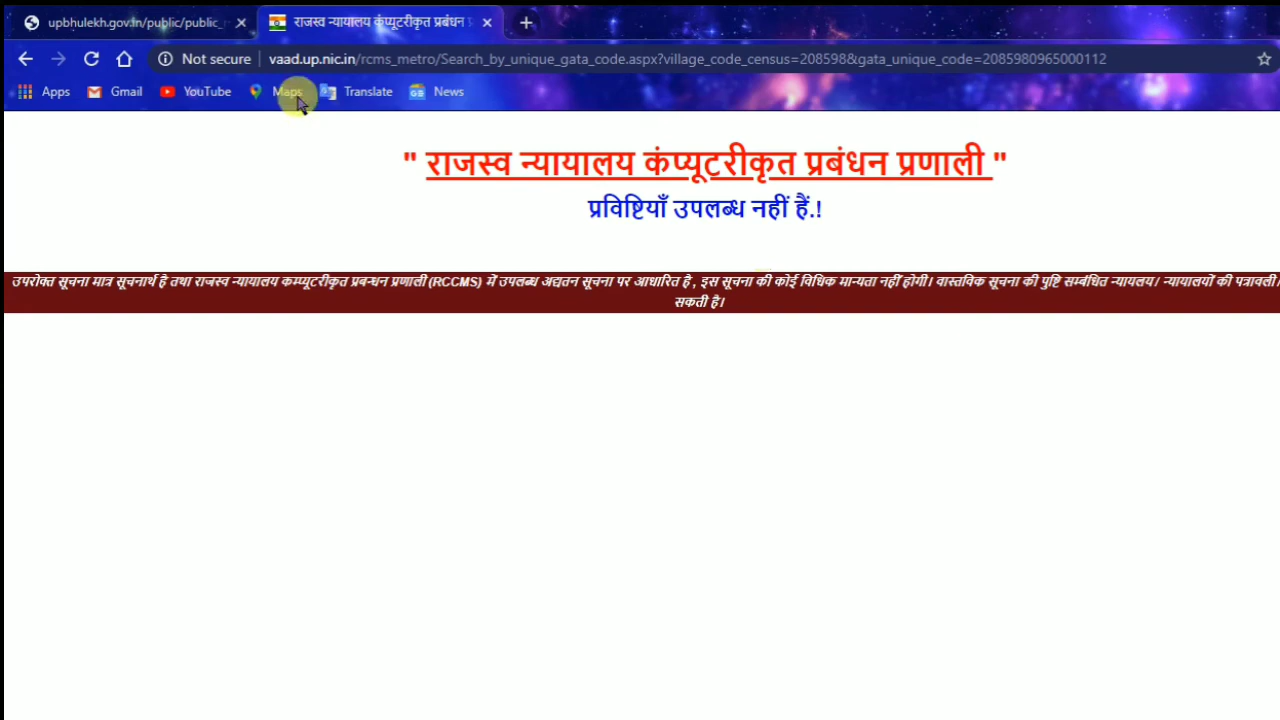 upbhulekh.gov.in/public/public_
राजस्व न्यायालय कंप्यूटरीकृत प्रबंधन
Not secure
vaad.up.nic.in/rcms_metro/Search_by_unique_gata_code.aspx?village_code_census=208598&gata_unique_code=2085980965000112
Apps Gmail YouTube Maps Translate News
" राजस्व न्यायालय कंप्यूटरीकृत प्रबंधन प्रणाली "
प्रविष्टियाँ उपलब्ध नहीं हैं.!
उपरोक्त सूचना मात्र सूचनार्थ है तथा राजस्व न्यायालय कम्प्यूटरीकृत प्रबन्धन प्रणाली (RCCMS) में उपलब्ध अद्यतन सूचना पर आधारित है , इस सूचना की कोई विधिक मान्यता नहीं होगी। वास्तविक सूचना की पुष्टि सम्बंधित न्यायलय। न्यायालयों की पत्रावली।
सकती है।